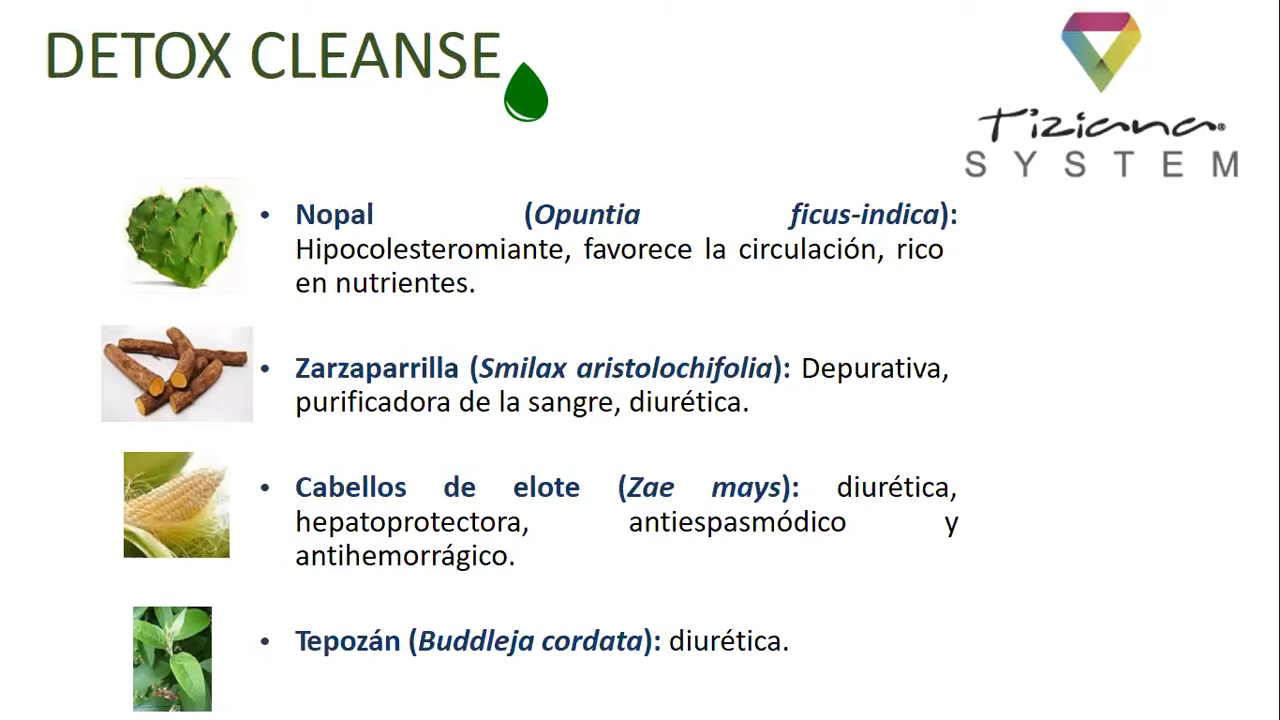 DETOX CLEANSE
Tiziana®
SYSTEM
• Nopal (Opuntia ficus-indica):
Hipocolesteromiante, favorece la circulación, rico
en nutrientes.
• Zarzaparrilla (Smilax aristolochifolia): Depurativa,
purificadora de la sangre, diurética.
• Cabellos de elote (Zae mays): diurética,
hepatoprotectora, antiespasmódico y
antihemorrágico.
• Tepozán (Buddleja cordata): diurética.